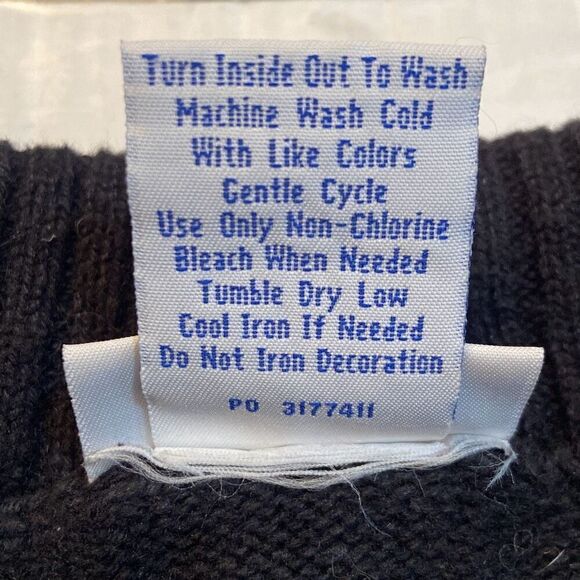 Turn Inside Out To Wash
Machine Wash Cold
With Like Colors
Gentle Cycle
Use Only Non-Chlorine
Bleach When Needed
Tumble Dry Low
Cool Iron If Needed
Do Not Iron Decoration
PO 3177411